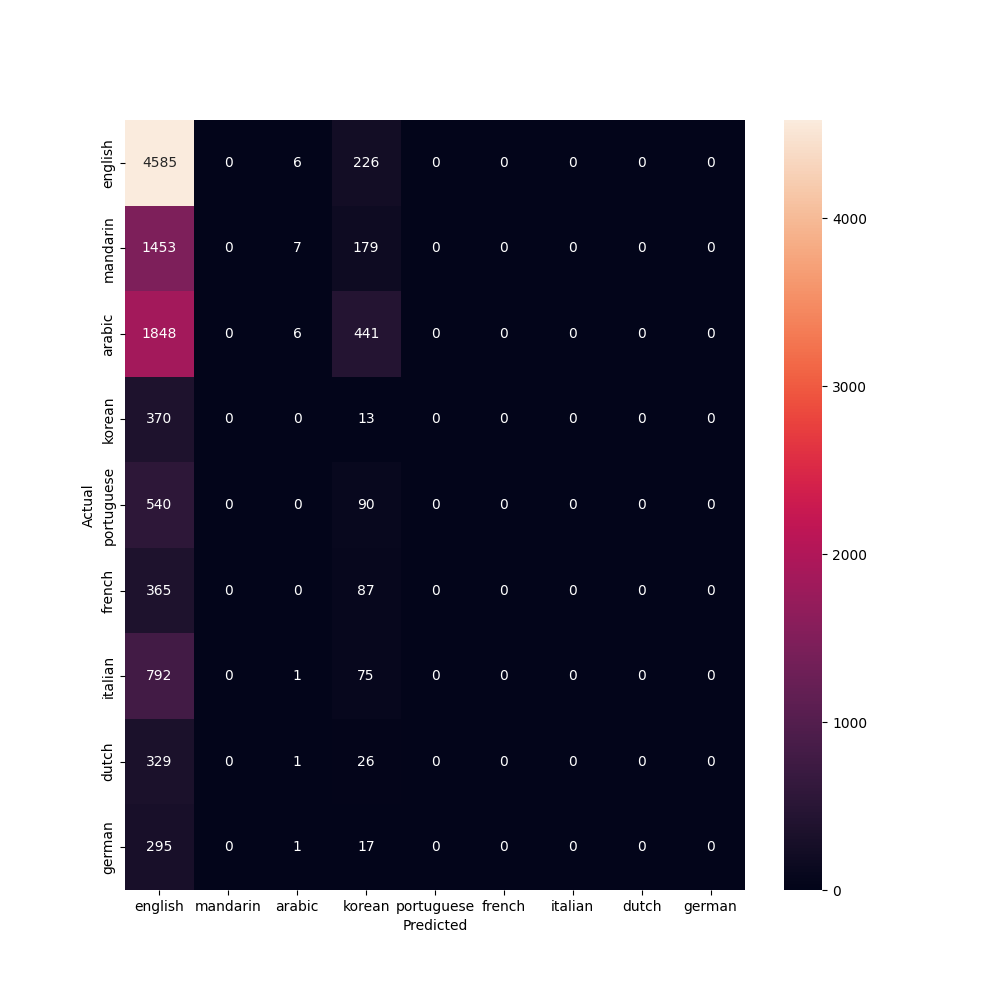 english 4585 0 6 226 0 0 0 0 0
mandarin 1453 0 7 179 0 0 0 0 0
arabic 1848 0 6 441 0 0 0 0 0
korean 370 0 0 13 0 0 0 0 0
portuguese 540 0 0 90 0 0 0 0 0
french 365 0 0 87 0 0 0 0 0
italian 792 0 1 75 0 0 0 0 0
dutch 329 0 1 26 0 0 0 0 0
german 295 0 1 17 0 0 0 0 0
Actual
english mandarin arabic korean portuguese french italian dutch german
Predicted
4000
3000
2000
1000
0